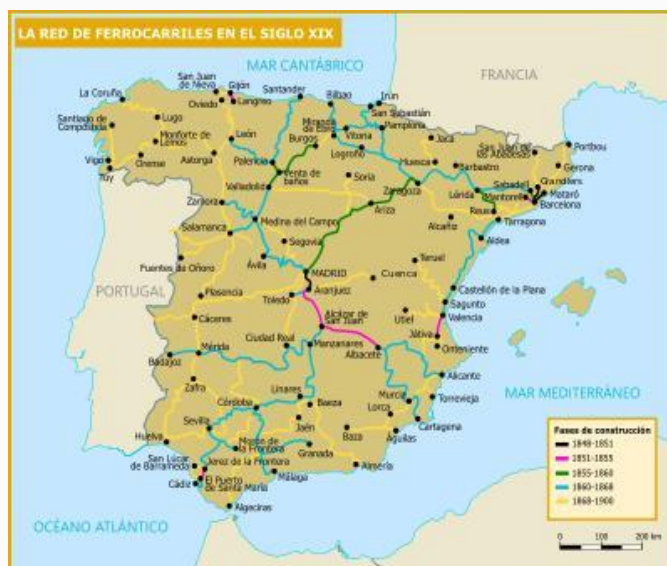 LA RED DE FERROCARRILES EN EL SIGLO XIX
MAR CANTÁBRICO
FRANCIA
La Coruña
San Juan
de Nieva
Gijón
Oviedo
Langreo
Santander
Bilbao
Irún
San Sebastián
Santiago de
Compostela
Lugo
Monforte de
Lemos
León
Miranda
de Ebro
Vitoria
Pamplona
Burgos
Logroño
Jaca
Huesca
Barbastro
San Juan de
las Abadesas
Portbou
Gerona
Vigo
Tuy
Orense
Astorga
Palencia
Venta de
baños
Valladolid
Soria
Zaragoza
Lérida
Sabadell
Granollers
Mataró
Martorell
Barcelona
Reus
Tarragona
Zamora
Medina del Campo
Ariza
Alcañiz
Aldea
Salamanca
Segovia
Ávila
Fuentes de Oñoro
MADRID
Aranjuez
Teruel
Cuenca
PORTUGAL
Plasencia
Toledo
Castellón de la Plana
Sagunto
Valencia
Cáceres
Alcázar de
San Juan
Utiel
Játiva
Onteniente
Badajoz
Mérida
Ciudad Real
Manzanares
Albacete
Alicante
MAR MEDITERRÁNEO
Zafra
Córdoba
Linares
Baeza
Murcia
Torrevieja
Lorca
Cartagena
Sevilla
Jaén
Baza
Águilas
Huelva
Morón de
la Frontera
Granada
Almería
San Lúcar
de Barrameda
Jerez de la Frontera
Cádiz
El Puerto
de Santa María
Málaga
Algeciras
OCÉANO ATLÁNTICO
Fases de construcción
1848-1851
1851-1855
1855-1860
1860-1868
1868-1900
0 100 200 km